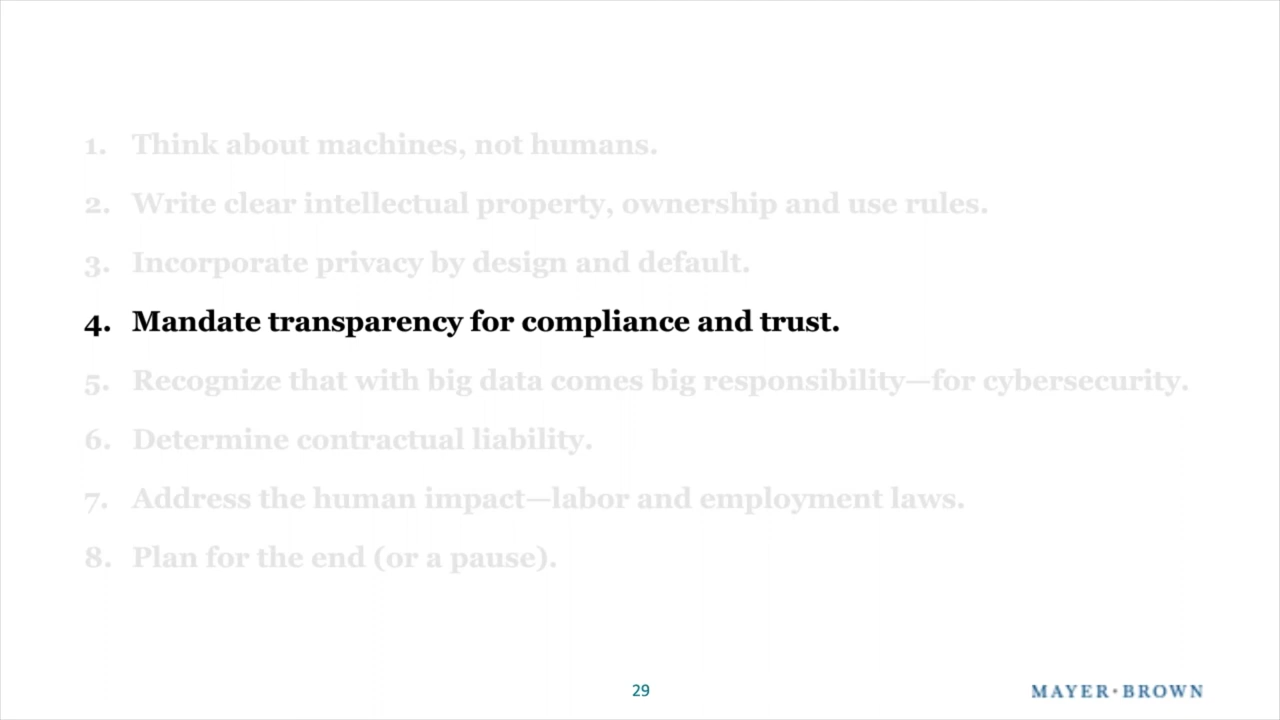 1. Think about machines, not humans.
2. Write clear intellectual property, ownership and use rules.
3. Incorporate privacy by design and default.
4. Mandate transparency for compliance and trust.
5. Recognize that with big data comes big responsibility—for cybersecurity.
6. Determine contractual liability.
7. Address the human impact—labor and employment laws.
8. Plan for the end (or a pause).
29
MAYER·BROWN